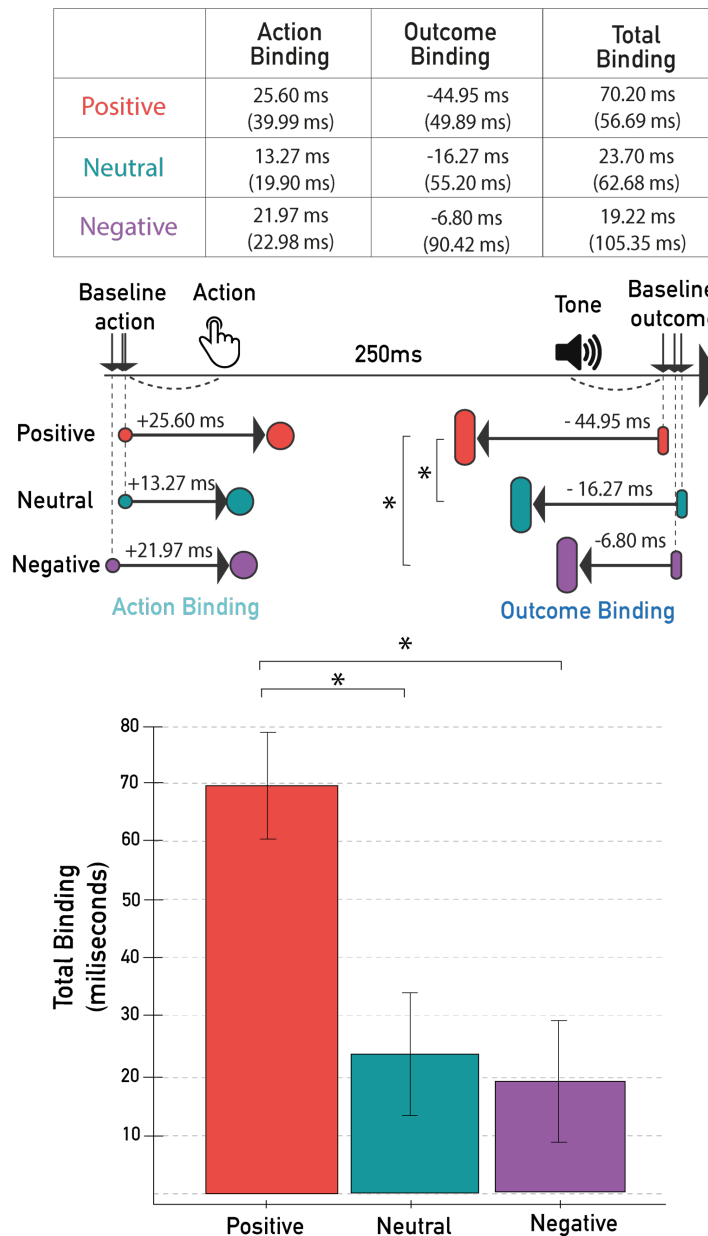 Action Binding
Outcome Binding
Total Binding
Positive
25.60 ms
(39.99 ms)
-44.95 ms
(49.89 ms)
70.20 ms
(56.69 ms)
Neutral
13.27 ms
(19.90 ms)
-16.27 ms
(55.20 ms)
23.70 ms
(62.68 ms)
Negative
21.97 ms
(22.98 ms)
-6.80 ms
(90.42 ms)
19.22 ms
(105.35 ms)
Baseline
action
Action
250ms
Tone
Baseline
outcome
Positive
+25.60 ms
- 44.95 ms
*
*
Neutral
+13.27 ms
- 16.27 ms
Negative
+21.97 ms
-6.80 ms
Action Binding
Outcome Binding
*
*
80
70
60
50
40
30
20
10
Total Binding
(miliseconds)
Positive
Neutral
Negative